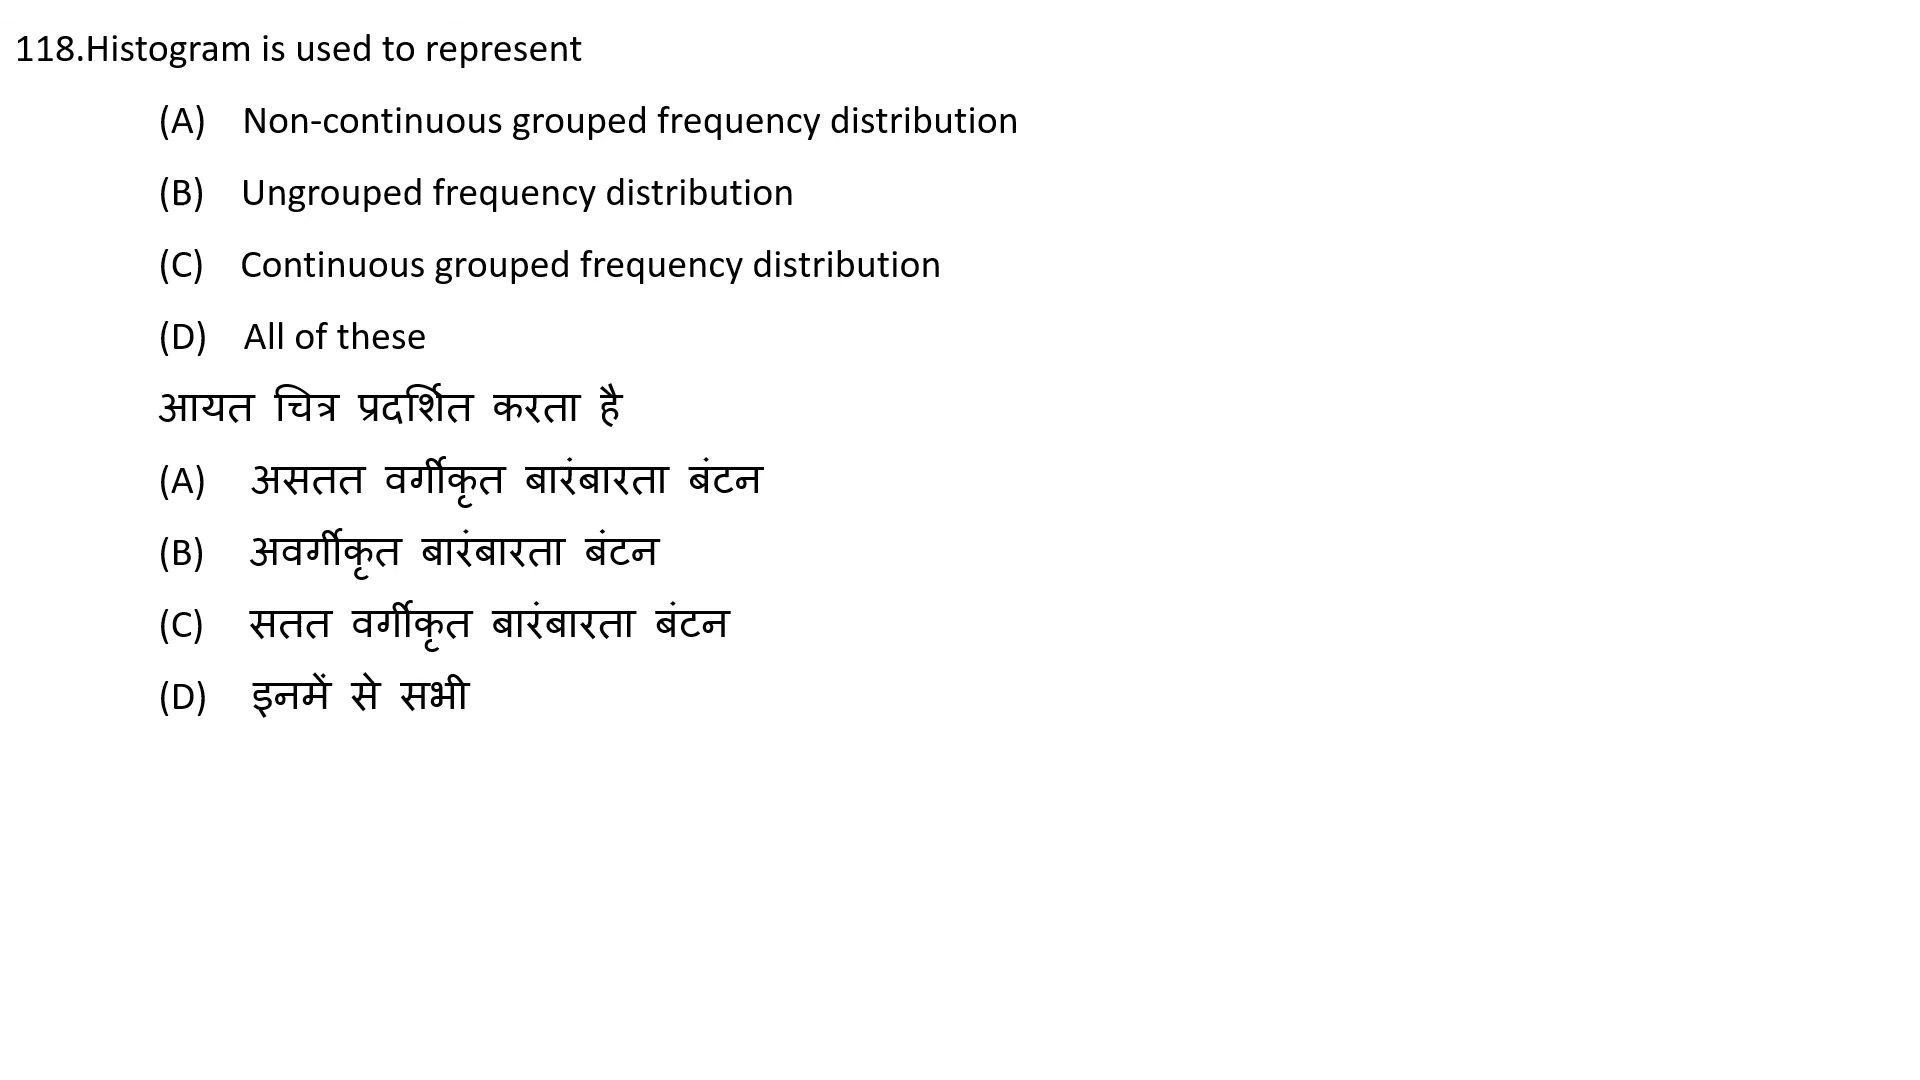 118.Histogram is used to represent
(A) Non-continuous grouped frequency distribution
(B) Ungrouped frequency distribution
(C) Continuous grouped frequency distribution
(D) All of these
आयत चित्र प्रदर्शित करता है
(A) असतत वर्गीकृत बारंबारता बंटन
(B) अवर्गीकृत बारंबारता बंटन
(C) सतत वर्गीकृत बारंबारता बंटन
(D) इनमें से सभी